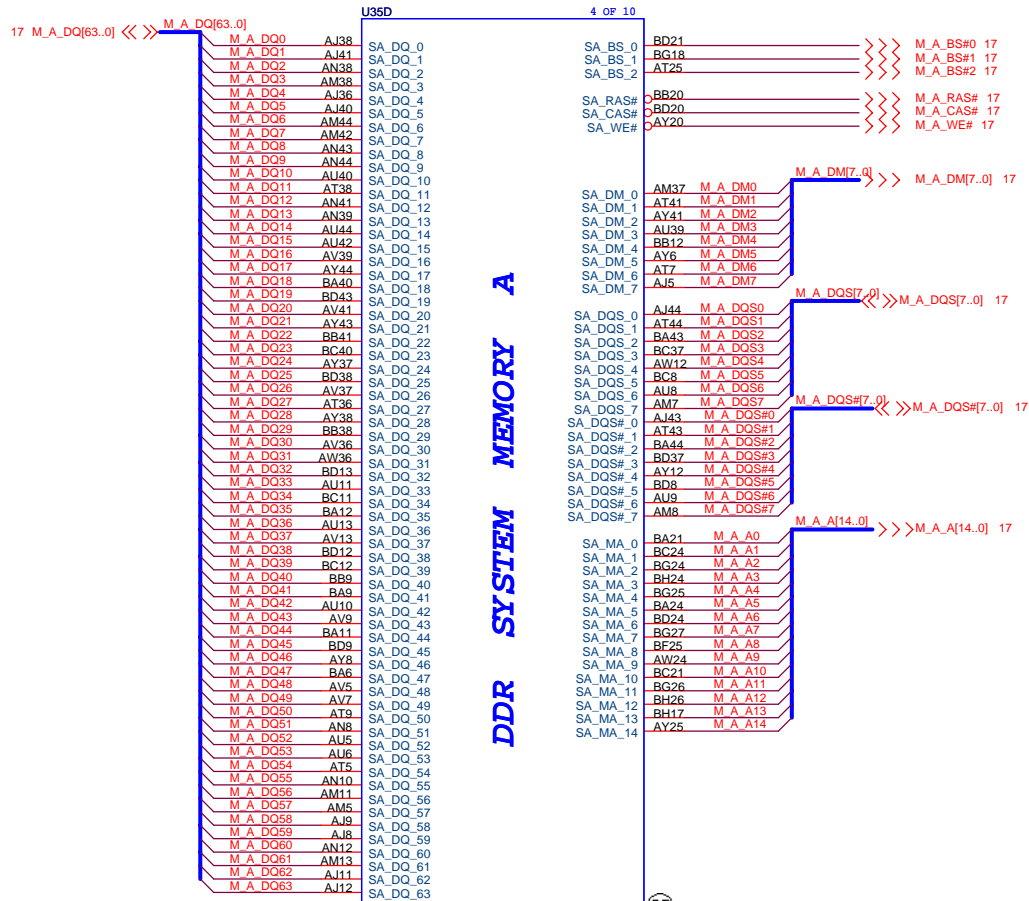 U35D
4 OF 10
17 M_A_DQ[63..0]
M_A_DQ[63..0]
M_A_DQ0 AJ38 SA_DQ_0
M_A_DQ1 AJ41 SA_DQ_1
M_A_DQ2 AN38 SA_DQ_2
M_A_DQ3 AM38 SA_DQ_3
M_A_DQ4 AJ36 SA_DQ_4
M_A_DQ5 AJ40 SA_DQ_5
M_A_DQ6 AM44 SA_DQ_6
M_A_DQ7 AM42 SA_DQ_7
M_A_DQ8 AN43 SA_DQ_8
M_A_DQ9 AN44 SA_DQ_9
M_A_DQ10 AU40 SA_DQ_10
M_A_DQ11 AT38 SA_DQ_11
M_A_DQ12 AN41 SA_DQ_12
M_A_DQ13 AN39 SA_DQ_13
M_A_DQ14 AU44 SA_DQ_14
M_A_DQ15 AU42 SA_DQ_15
M_A_DQ16 AV39 SA_DQ_16
M_A_DQ17 AY44 SA_DQ_17
M_A_DQ18 BA40 SA_DQ_18
M_A_DQ19 BD43 SA_DQ_19
M_A_DQ20 AV41 SA_DQ_20
M_A_DQ21 AY43 SA_DQ_21
M_A_DQ22 BB41 SA_DQ_22
M_A_DQ23 BC40 SA_DQ_23
M_A_DQ24 AY37 SA_DQ_24
M_A_DQ25 BD38 SA_DQ_25
M_A_DQ26 AV37 SA_DQ_26
M_A_DQ27 AT36 SA_DQ_27
M_A_DQ28 AY38 SA_DQ_28
M_A_DQ29 BB38 SA_DQ_29
M_A_DQ30 AV36 SA_DQ_30
M_A_DQ31 AW36 SA_DQ_31
M_A_DQ32 BD13 SA_DQ_32
M_A_DQ33 AU11 SA_DQ_33
M_A_DQ34 BC11 SA_DQ_34
M_A_DQ35 BA12 SA_DQ_35
M_A_DQ36 AU13 SA_DQ_36
M_A_DQ37 AV13 SA_DQ_37
M_A_DQ38 BD12 SA_DQ_38
M_A_DQ39 BC12 SA_DQ_39
M_A_DQ40 BB9 SA_DQ_40
M_A_DQ41 BA9 SA_DQ_41
M_A_DQ42 AU10 SA_DQ_42
M_A_DQ43 AV9 SA_DQ_43
M_A_DQ44 BA11 SA_DQ_44
M_A_DQ45 BD9 SA_DQ_45
M_A_DQ46 AY8 SA_DQ_46
M_A_DQ47 BA6 SA_DQ_47
M_A_DQ48 AV5 SA_DQ_48
M_A_DQ49 AV7 SA_DQ_49
M_A_DQ50 AT9 SA_DQ_50
M_A_DQ51 AN8 SA_DQ_51
M_A_DQ52 AU5 SA_DQ_52
M_A_DQ53 AU6 SA_DQ_53
M_A_DQ54 AT5 SA_DQ_54
M_A_DQ55 AN10 SA_DQ_55
M_A_DQ56 AM11 SA_DQ_56
M_A_DQ57 AM5 SA_DQ_57
M_A_DQ58 AJ9 SA_DQ_58
M_A_DQ59 AJ8 SA_DQ_59
M_A_DQ60 AN12 SA_DQ_60
M_A_DQ61 AM13 SA_DQ_61
M_A_DQ62 AJ11 SA_DQ_62
M_A_DQ63 AJ12 SA_DQ_63
DDR SYSTEM MEMORY A
SA_BS_0 BD21 M_A_BS#0 17
SA_BS_1 BG18 M_A_BS#1 17
SA_BS_2 AT25 M_A_BS#2 17
SA_RAS# BB20 M_A_RAS# 17
SA_CAS# BD20 M_A_CAS# 17
SA_WE# AY20 M_A_WE# 17
M_A_DM[7..0] M_A_DM[7..0] 17
SA_DM_0 AM37 M_A_DM0
SA_DM_1 AT41 M_A_DM1
SA_DM_2 AY41 M_A_DM2
SA_DM_3 AU39 M_A_DM3
SA_DM_4 BB12 M_A_DM4
SA_DM_5 AY6 M_A_DM5
SA_DM_6 AT7 M_A_DM6
SA_DM_7 AJ5 M_A_DM7
M_A_DQS[7..0] M_A_DQS[7..0] 17
SA_DQS_0 AJ44 M_A_DQS0
SA_DQS_1 AT44 M_A_DQS1
SA_DQS_2 BA43 M_A_DQS2
SA_DQS_3 BC37 M_A_DQS3
SA_DQS_4 AW12 M_A_DQS4
SA_DQS_5 BC8 M_A_DQS5
SA_DQS_6 AU8 M_A_DQS6
SA_DQS_7 AM7 M_A_DQS7
M_A_DQS#[7..0] M_A_DQS#[7..0] 17
SA_DQS#_0 AJ43 M_A_DQS#0
SA_DQS#_1 AT43 M_A_DQS#1
SA_DQS#_2 BA44 M_A_DQS#2
SA_DQS#_3 BD37 M_A_DQS#3
SA_DQS#_4 AY12 M_A_DQS#4
SA_DQS#_5 BD8 M_A_DQS#5
SA_DQS#_6 AU9 M_A_DQS#6
SA_DQS#_7 AM8 M_A_DQS#7
M_A_A[14..0] M_A_A[14..0] 17
SA_MA_0 BA21 M_A_A0
SA_MA_1 BC24 M_A_A1
SA_MA_2 BG24 M_A_A2
SA_MA_3 BH24 M_A_A3
SA_MA_4 BG25 M_A_A4
SA_MA_5 BA24 M_A_A5
SA_MA_6 BD24 M_A_A6
SA_MA_7 BG27 M_A_A7
SA_MA_8 BF25 M_A_A8
SA_MA_9 AW24 M_A_A9
SA_MA_10 BC21 M_A_A10
SA_MA_11 BG26 M_A_A11
SA_MA_12 BH26 M_A_A12
SA_MA_13 BH17 M_A_A13
SA_MA_14 AY25 M_A_A14